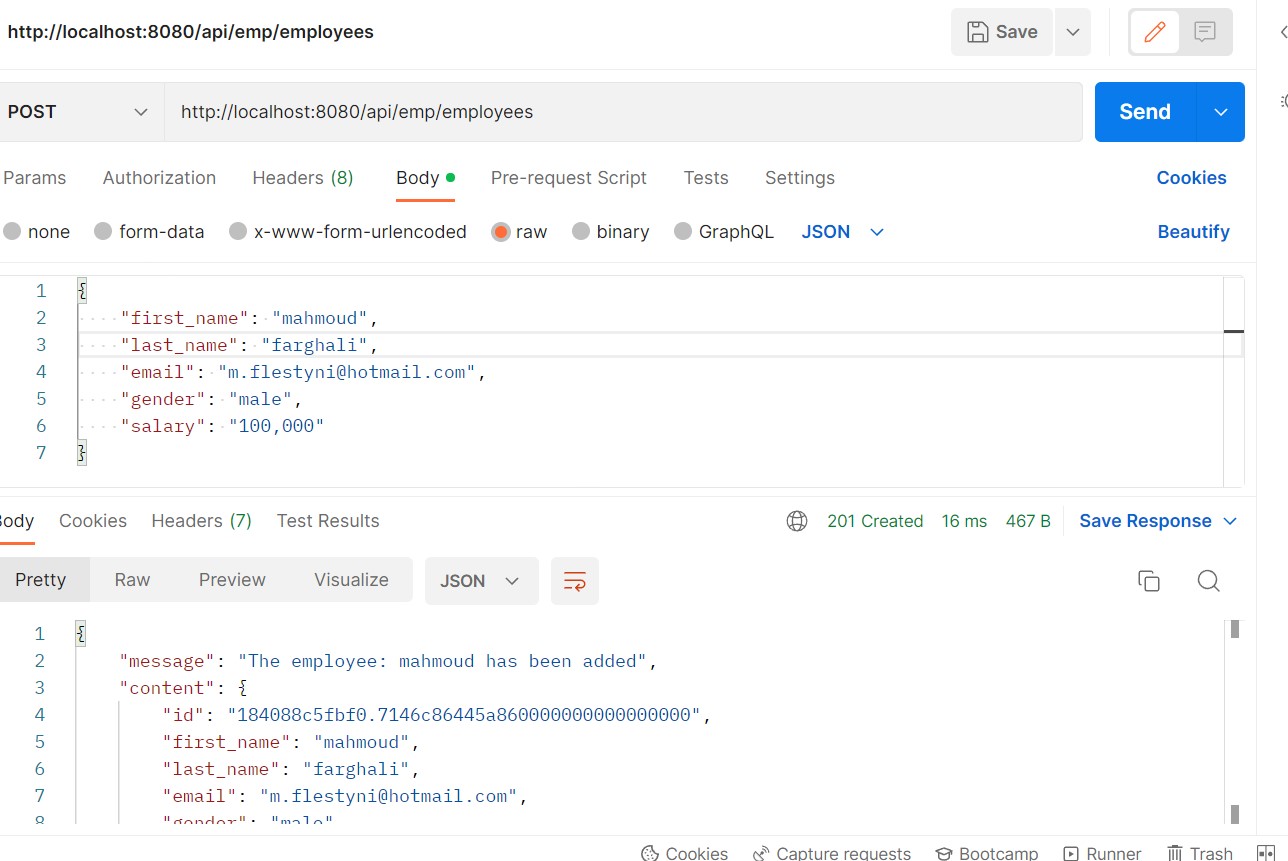 http://localhost:8080/api/emp/employees
Save
POST
http://localhost:8080/api/emp/employees
Send
Params Authorization Headers (8) Body Pre-request Script Tests Settings Cookies
none form-data x-www-form-urlencoded raw binary GraphQL JSON Beautify
1 {
2 "first_name": "mahmoud",
3 "last_name": "farghali",
4 "email": "m.flestyni@hotmail.com",
5 "gender": "male",
6 "salary": "100,000"
7 }
Body Cookies Headers (7) Test Results 201 Created 16 ms 467 B Save Response
Pretty Raw Preview Visualize JSON
1 {
2 "message": "The employee: mahmoud has been added",
3 "content": {
4 "id": "184088c5fbf0.7146c86445a860000000000000000",
5 "first_name": "mahmoud",
6 "last_name": "farghali",
7 "email": "m.flestyni@hotmail.com",
8 "gender": "male"
Cookies Capture requests Bootcamp Runner Trash